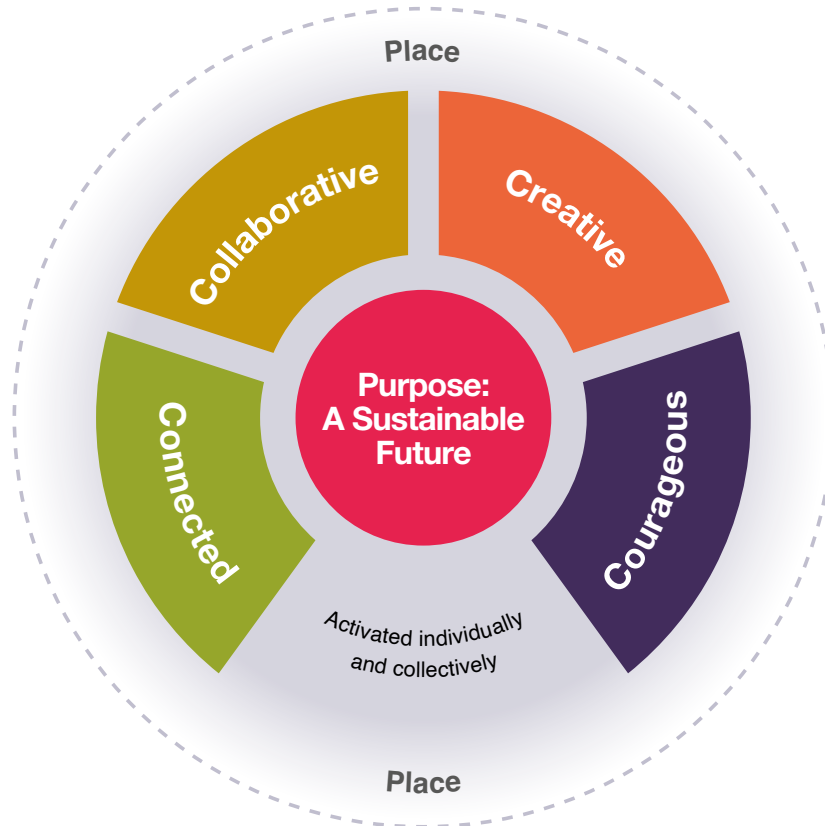 Place
Collaborative
Creative
Purpose:
A Sustainable
Future
Connected
Courageous
Activated individually
and collectively
Place